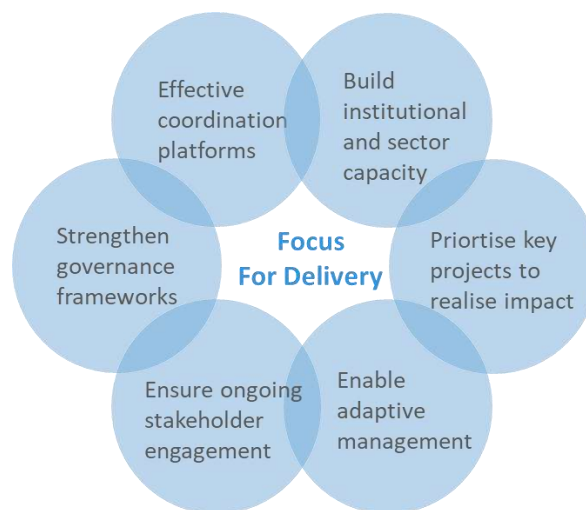 Effective
coordination
platforms
Build
institutional
and sector
capacity
Strengthen
governance
frameworks
Focus
For Delivery
Priortise key
projects to
realise impact
Ensure ongoing
stakeholder
engagement
Enable
adaptive
management